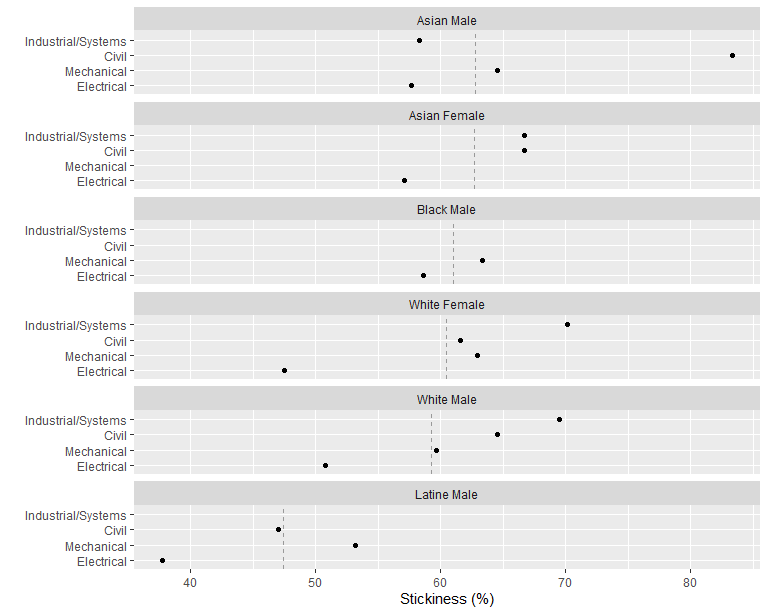 Asian Male
Industrial/Systems
Civil
Mechanical
Electrical
Asian Female
Industrial/Systems
Civil
Mechanical
Electrical
Black Male
Industrial/Systems
Civil
Mechanical
Electrical
White Female
Industrial/Systems
Civil
Mechanical
Electrical
White Male
Industrial/Systems
Civil
Mechanical
Electrical
Latine Male
Industrial/Systems
Civil
Mechanical
Electrical
40 50 60 70 80
Stickiness (%)